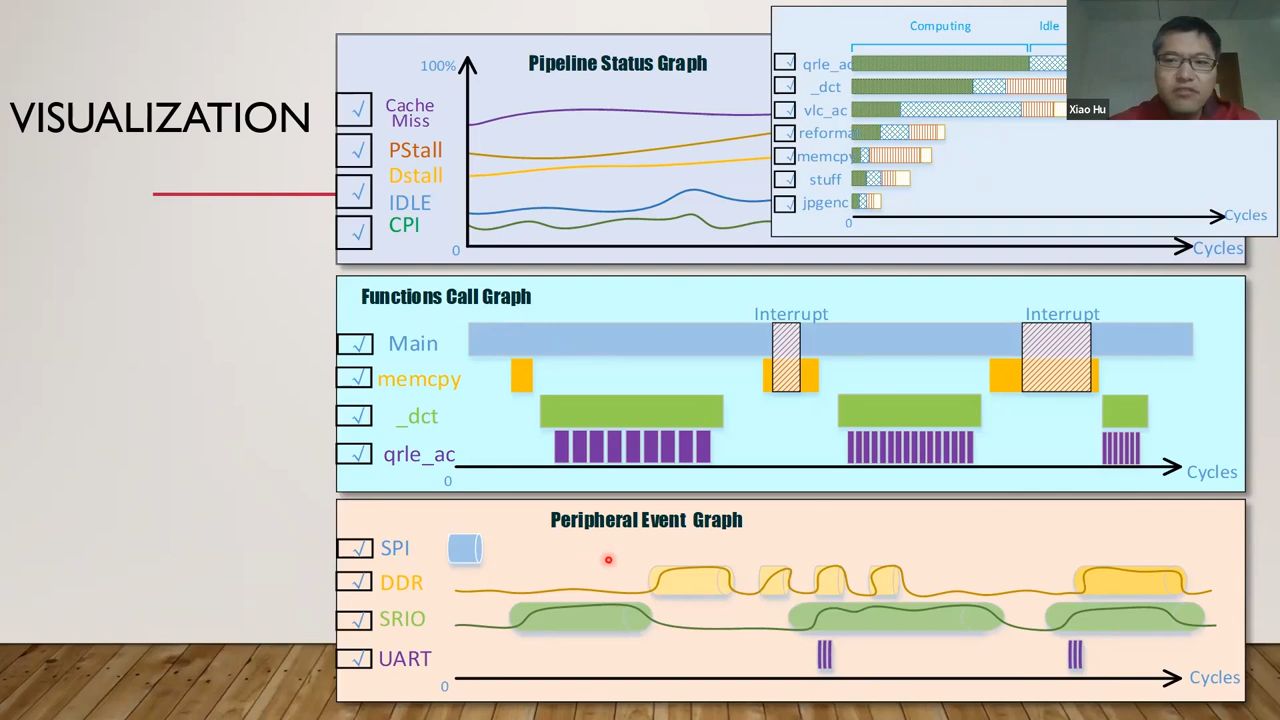 VISUALIZATION
Pipeline Status Graph
100%
Cache
Miss
PStall
Dstall
IDLE
CPI
0
Cycles
Computing
Idle
qrle_ac
_dct
vlc_ac
reforma
memcpy
stuff
jpgenc
0
Cycles
Xiao Hu
Functions Call Graph
Interrupt
Interrupt
Main
memcpy
_dct
qrle_ac
0
Cycles
Peripheral Event Graph
SPI
DDR
SRIO
UART
0
Cycles